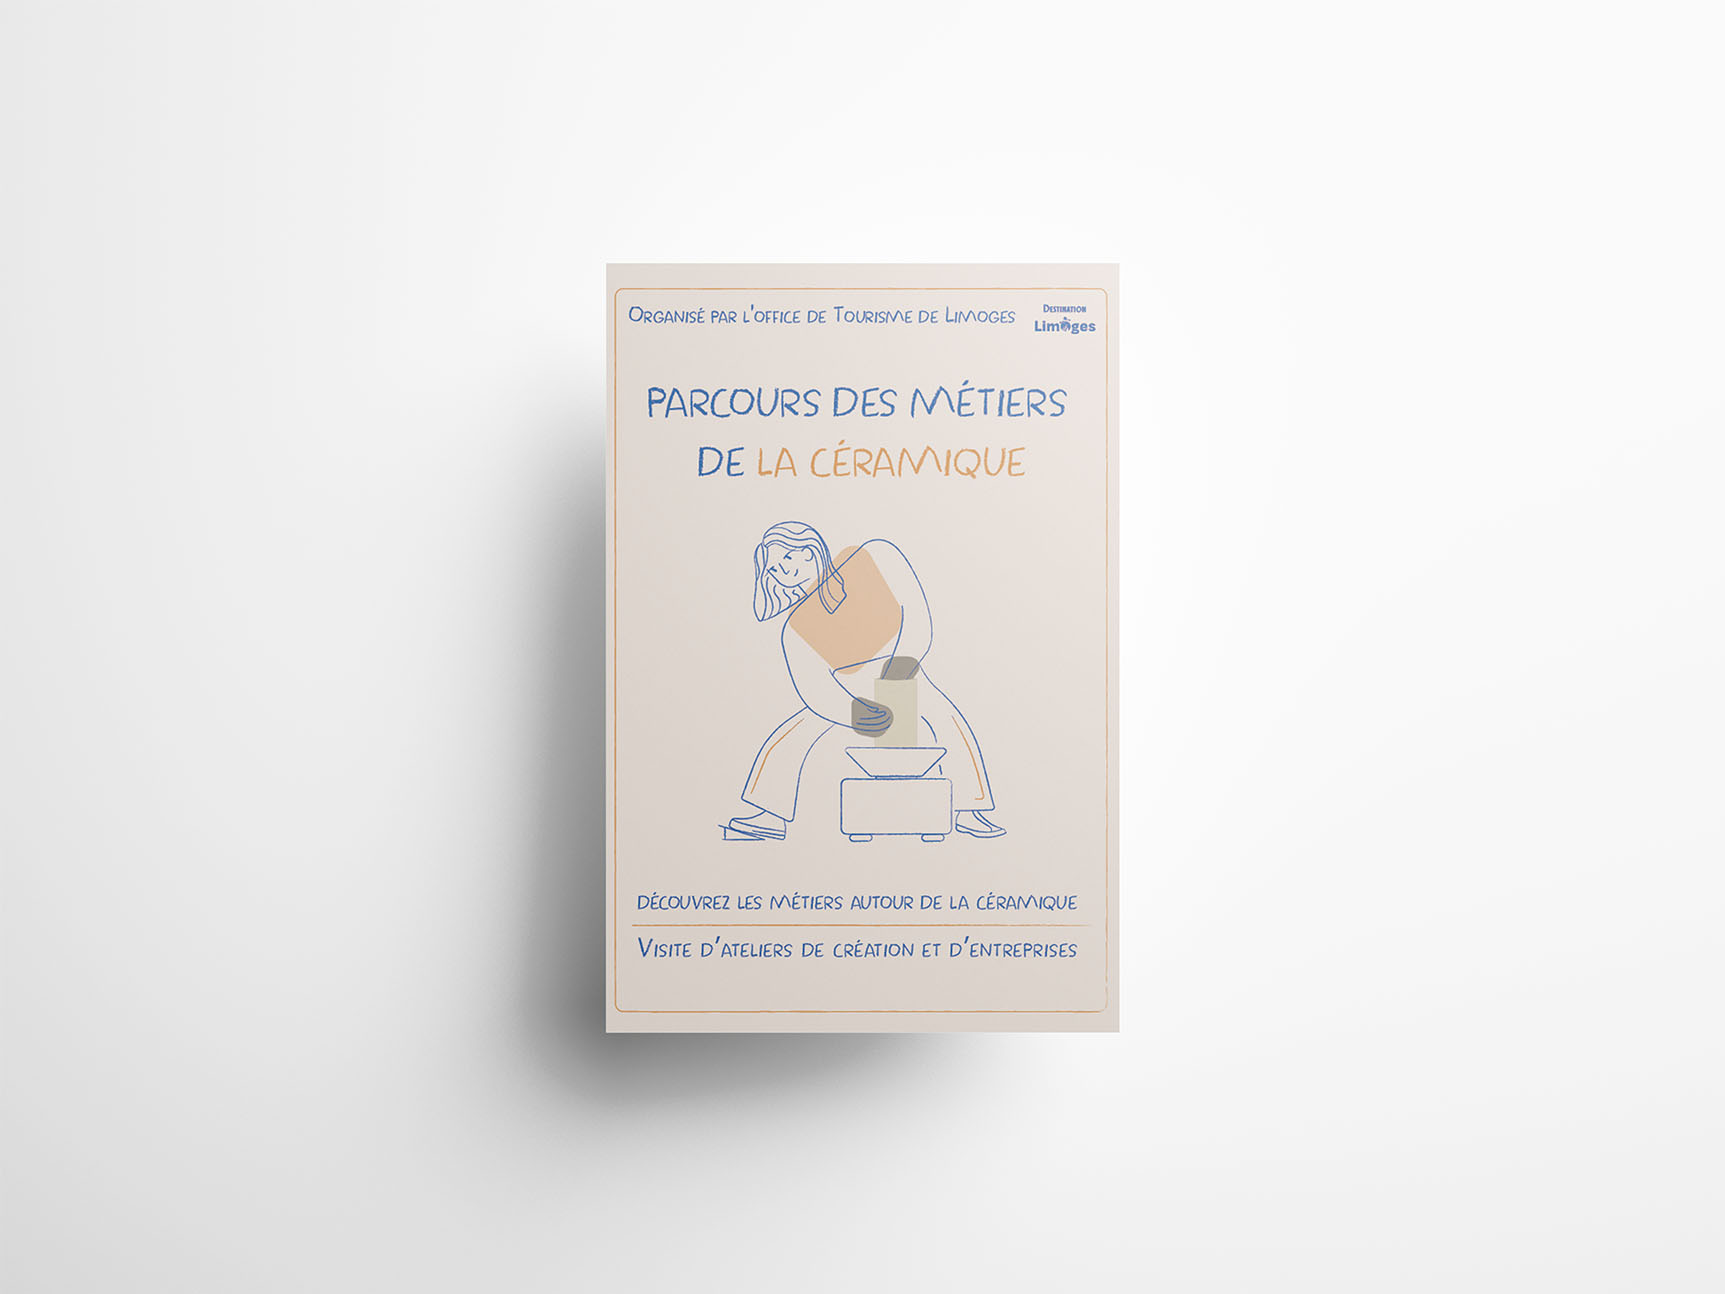 Organisé par l'office de Tourisme de Limoges
Destination
Limoges
PARCOURS DES MÉTIERS
DE LA CÉRAMIQUE
DÉCOUVREZ LES MÉTIERS AUTOUR DE LA CÉRAMIQUE
Visite d'ateliers de création et d'entreprises